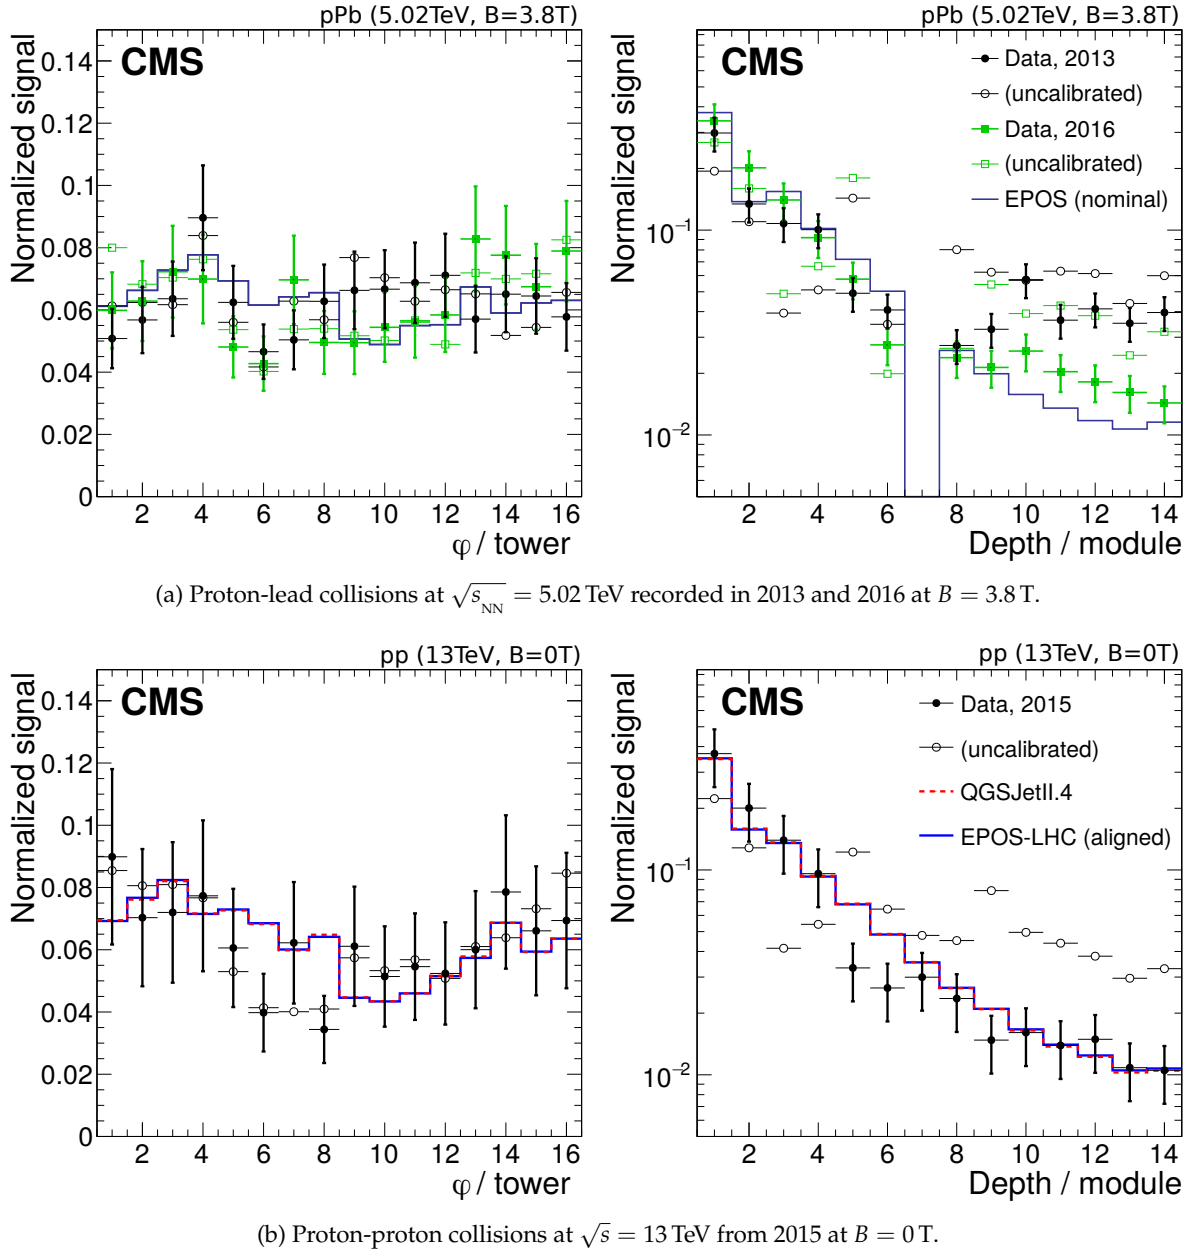 pPb (5.02TeV, B=3.8T)
CMS
Normalized signal
0.14
0.12
0.1
0.08
0.06
0.04
0.02
0
2 4 6 8 10 12 14 16
φ / tower
pPb (5.02TeV, B=3.8T)
CMS
Data, 2013
(uncalibrated)
Data, 2016
(uncalibrated)
EPOS (nominal)
Normalized signal
10⁻¹
10⁻²
2 4 6 8 10 12 14
Depth / module
(a) Proton-lead collisions at √s_NN = 5.02 TeV recorded in 2013 and 2016 at B = 3.8 T.
pp (13TeV, B=0T)
CMS
Normalized signal
0.14
0.12
0.1
0.08
0.06
0.04
0.02
0
2 4 6 8 10 12 14 16
φ / tower
pp (13TeV, B=0T)
CMS
Data, 2015
(uncalibrated)
QGSJetII.4
EPOS-LHC (aligned)
Normalized signal
10⁻¹
10⁻²
2 4 6 8 10 12 14
Depth / module
(b) Proton-proton collisions at √s = 13 TeV from 2015 at B = 0 T.